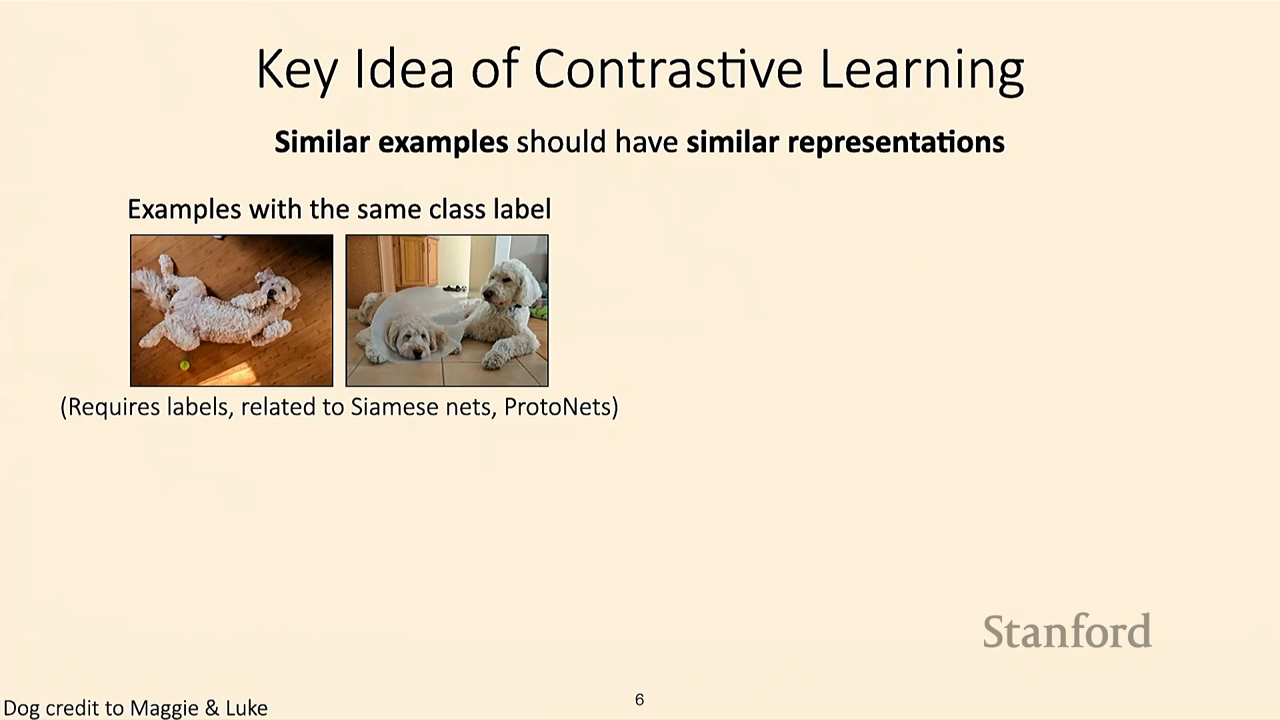 Key Idea of Contrastive Learning
Similar examples should have similar representations
Examples with the same class label
(Requires labels, related to Siamese nets, ProtoNets)
Stanford
Dog credit to Maggie & Luke
6